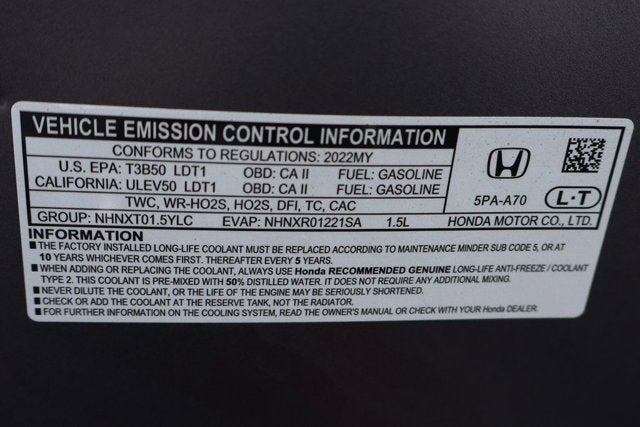 VEHICLE EMISSION CONTROL INFORMATION
CONFORMS TO REGULATIONS: 2022MY
U.S. EPA: T3B50 LDT1 OBD: CA II FUEL: GASOLINE
CALIFORNIA: ULEV50 LDT1 OBD: CA II FUEL: GASOLINE
TWC, WR-HO2S, HO2S, DFI, TC, CAC
5PA-A70 L·T
GROUP: NHNXT01.5YLC EVAP: NHNXR01221SA 1.5L HONDA MOTOR CO., LTD.
INFORMATION
■ THE FACTORY INSTALLED LONG-LIFE COOLANT MUST BE REPLACED ACCORDING TO MAINTENANCE MINDER SUB CODE 5, OR AT
10 YEARS WHICHEVER COMES FIRST. THEREAFTER EVERY 5 YEARS.
■ WHEN ADDING OR REPLACING THE COOLANT, ALWAYS USE Honda RECOMMENDED GENUINE LONG-LIFE ANTI-FREEZE / COOLANT
TYPE 2. THIS COOLANT IS PRE-MIXED WITH 50% DISTILLED WATER. IT DOES NOT REQUIRE ANY ADDITIONAL MIXING.
■ NEVER DILUTE THE COOLANT, OR THE LIFE OF THE ENGINE MAY BE SERIOUSLY SHORTENED.
■ CHECK OR ADD THE COOLANT AT THE RESERVE TANK, NOT THE RADIATOR.
■ FOR FURTHER INFORMATION ON THE COOLING SYSTEM, READ THE OWNER'S MANUAL OR CHECK WITH YOUR Honda DEALER.